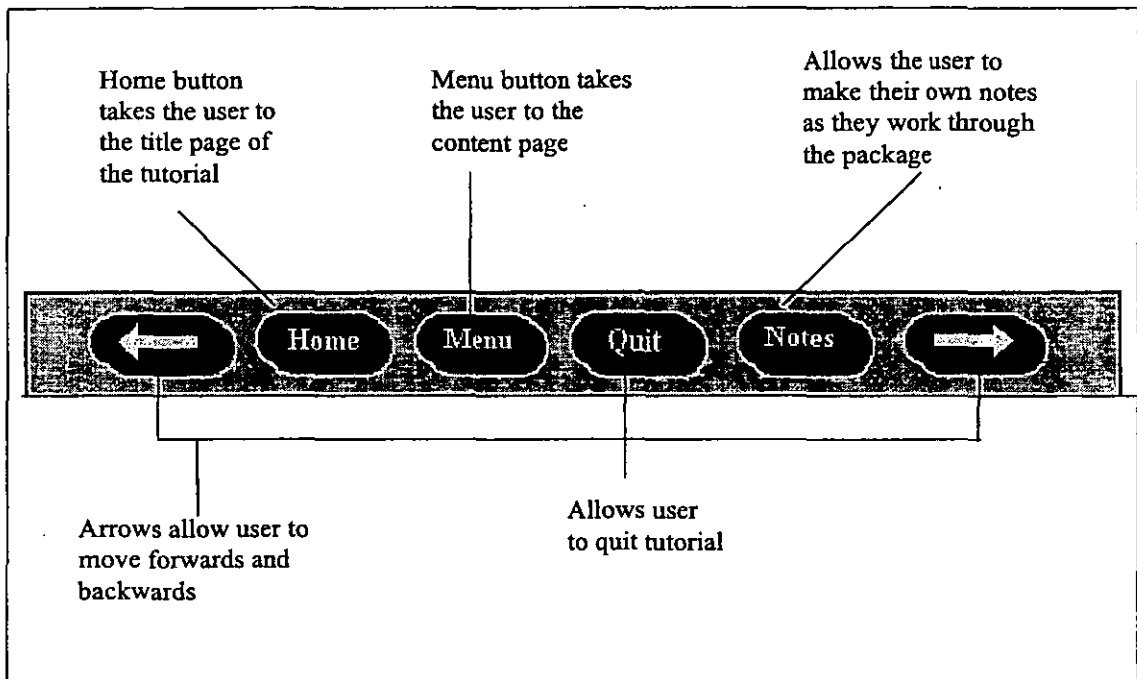 Home button
takes the user to
the title page of
the tutorial
Menu button takes
the user to the
content page
Allows the user to
make their own notes
as they work through
the package
Home
Menu
Quit
Notes
Arrows allow user to
move forwards and
backwards
Allows user
to quit tutorial